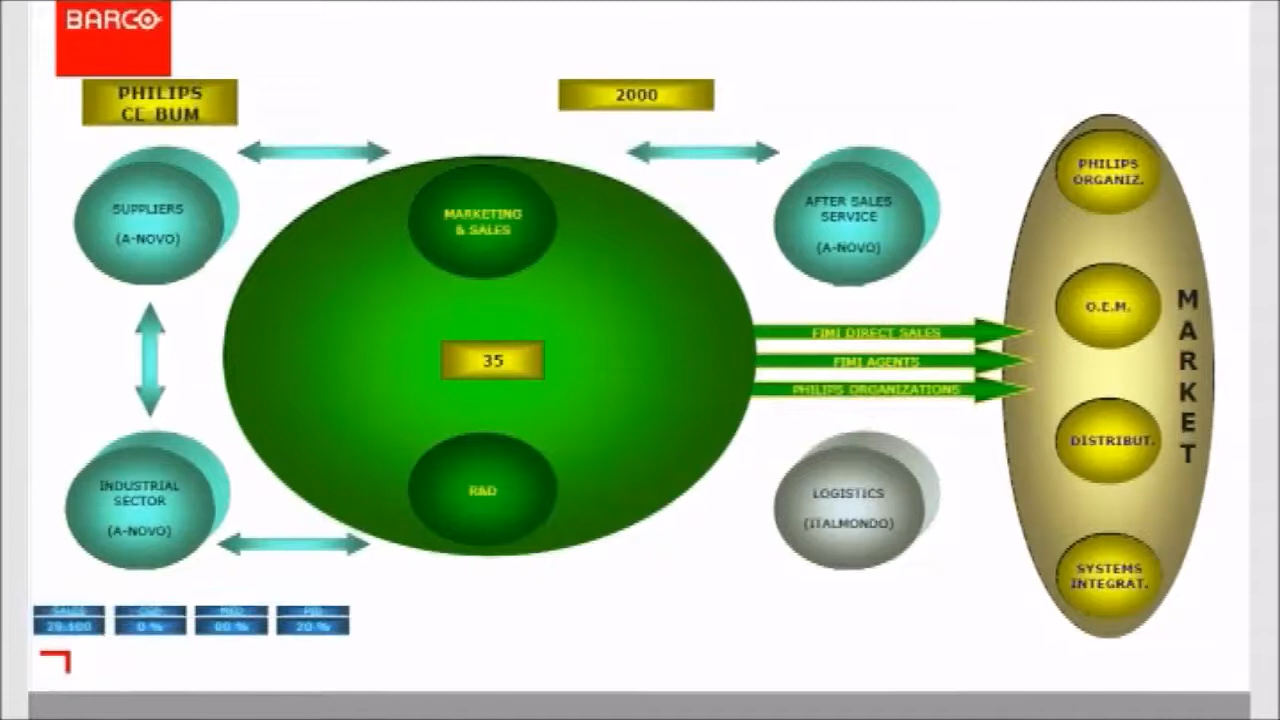 BARCO
PHILIPS
CE BUM
2000
SUPPLIERS
(A-NOVO)
MARKETING
& SALES
AFTER SALES
SERVICE
(A-NOVO)
PHILIPS
ORGANIZ.
O.E.M.
MARKET
FIMI DIRECT SALES
FIMI AGENTS
PHILIPS ORGANIZATIONS
35
DISTRIBUT.
INDUSTRIAL
SECTOR
(A-NOVO)
R&D
LOGISTICS
(ITALMONDO)
SYSTEMS
INTEGRAT.
0 %
20 %